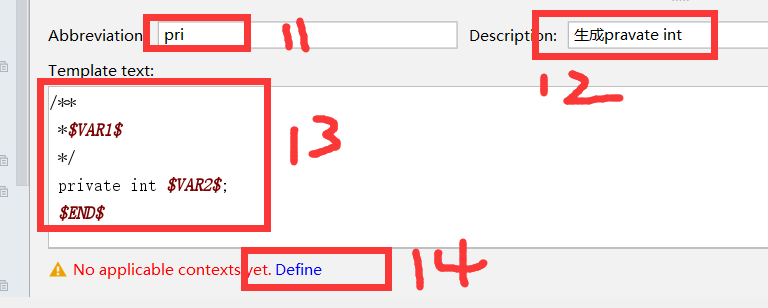 Abbreviation: pri 11 Description: 生成pravate int
12
Template text:
/**
*$VAR1$
*/
private int $VAR2$;
$END$
13
No applicable contexts yet. Define
14